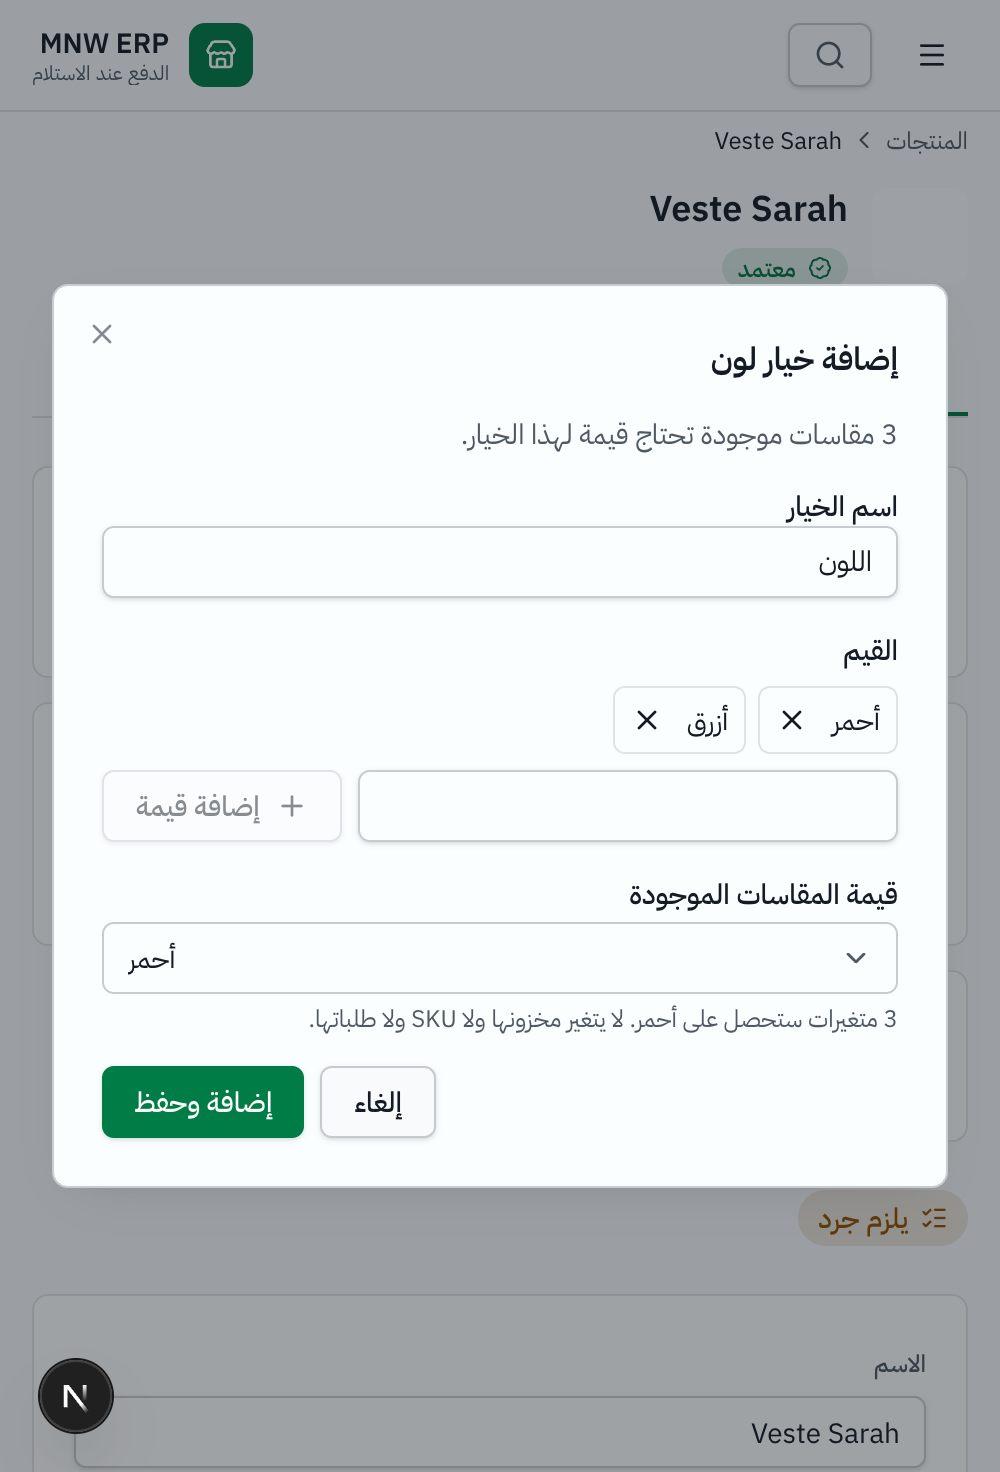 MNW ERP
الدفع عند الاستلام
المنتجات
Veste Sarah
Veste Sarah
معتمد
إضافة خيار لون
3 مقاسات موجودة تحتاج قيمة لهذا الخيار.
اسم الخيار
اللون
القيم
أحمر
أزرق
إضافة قيمة
قيمة المقاسات الموجودة
أحمر
3 متغيرات ستحصل على أحمر. لا يتغير مخزونها ولا SKU ولا طلباتها.
إلغاء
إضافة وحفظ
يلزم جرد
الاسم
Veste Sarah
N